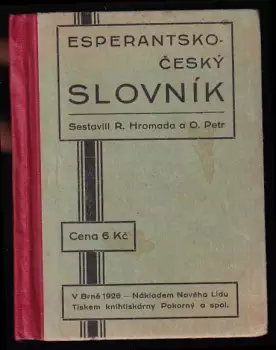 ESPERANTSKO-
ČESKÝ
SLOVNÍK
Sestavili R. Hromada a O. Petr
Cena 6 Kč
V Brně 1926 — Nákladem Nového Lidu
Tiskem knihtiskárny Pokorný a spol.